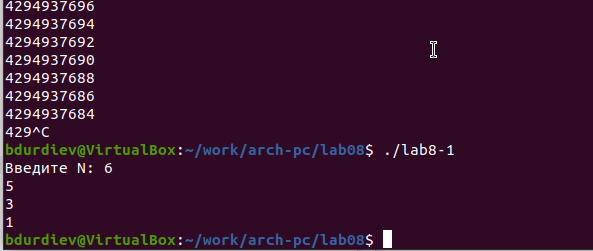 4294937696
4294937694
4294937692
4294937690
4294937688
4294937686
4294937684
429^C
bdurdiev@VirtualBox:~/work/arch-pc/lab08$ ./lab8-1
Введите N: 6
5
3
1
bdurdiev@VirtualBox:~/work/arch-pc/lab08$